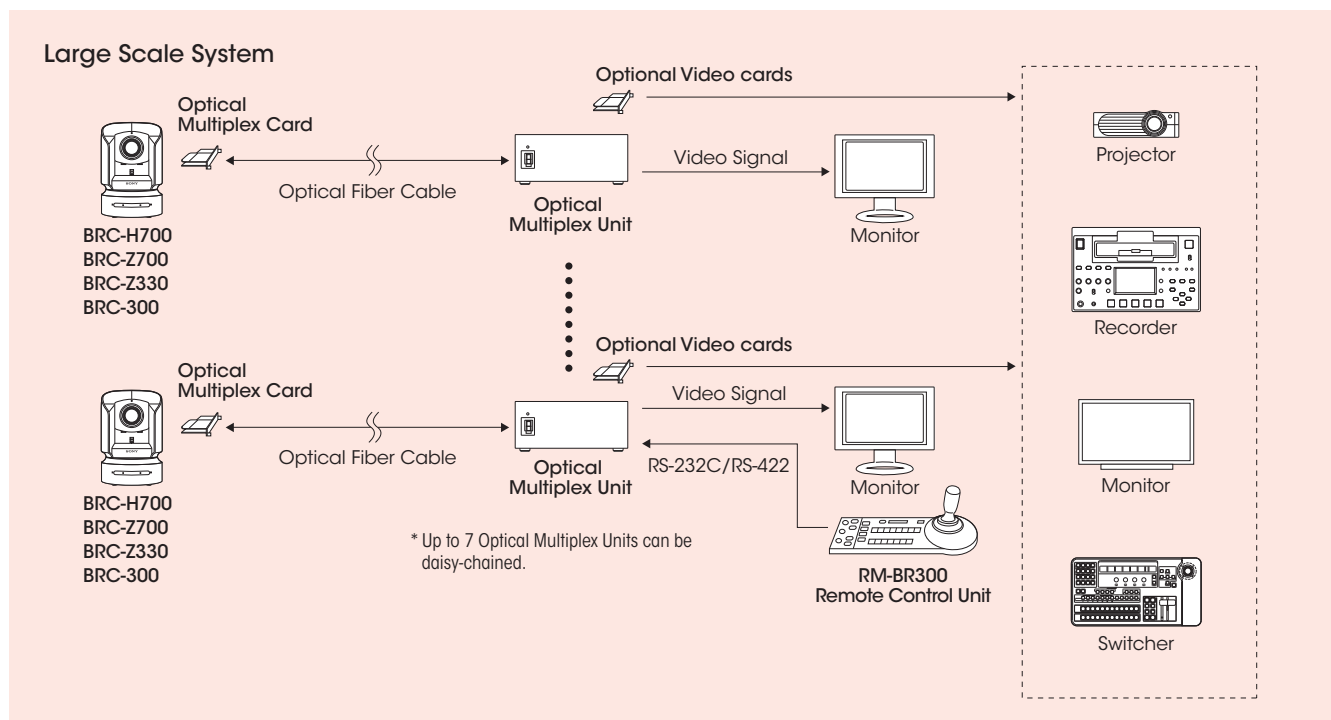 Large Scale System
Optional Video cards
Optical
Multiplex Card
Optical Fiber Cable
Optical
Multiplex Unit
Video Signal
Monitor
BRC-H700
BRC-Z700
BRC-Z330
BRC-300
Optional Video cards
Optical
Multiplex Card
Optical Fiber Cable
Optical
Multiplex Unit
Video Signal
RS-232C/RS-422
Monitor
BRC-H700
BRC-Z700
BRC-Z330
BRC-300
* Up to 7 Optical Multiplex Units can be
daisy-chained.
RM-BR300
Remote Control Unit
Projector
Recorder
Monitor
Switcher
SONY
SONY